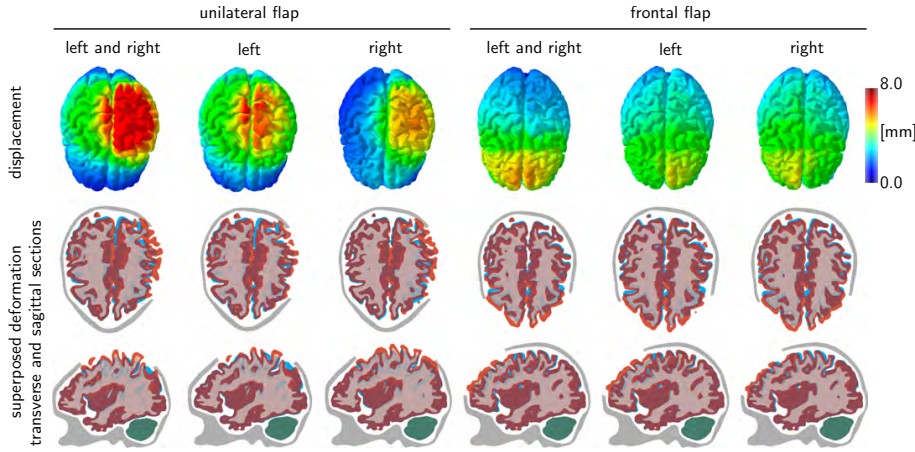 unilateral flap
frontal flap
left and right
left
right
left and right
left
right
displacement
8.0
[mm]
0.0
superposed deformation
transverse and sagittal sections